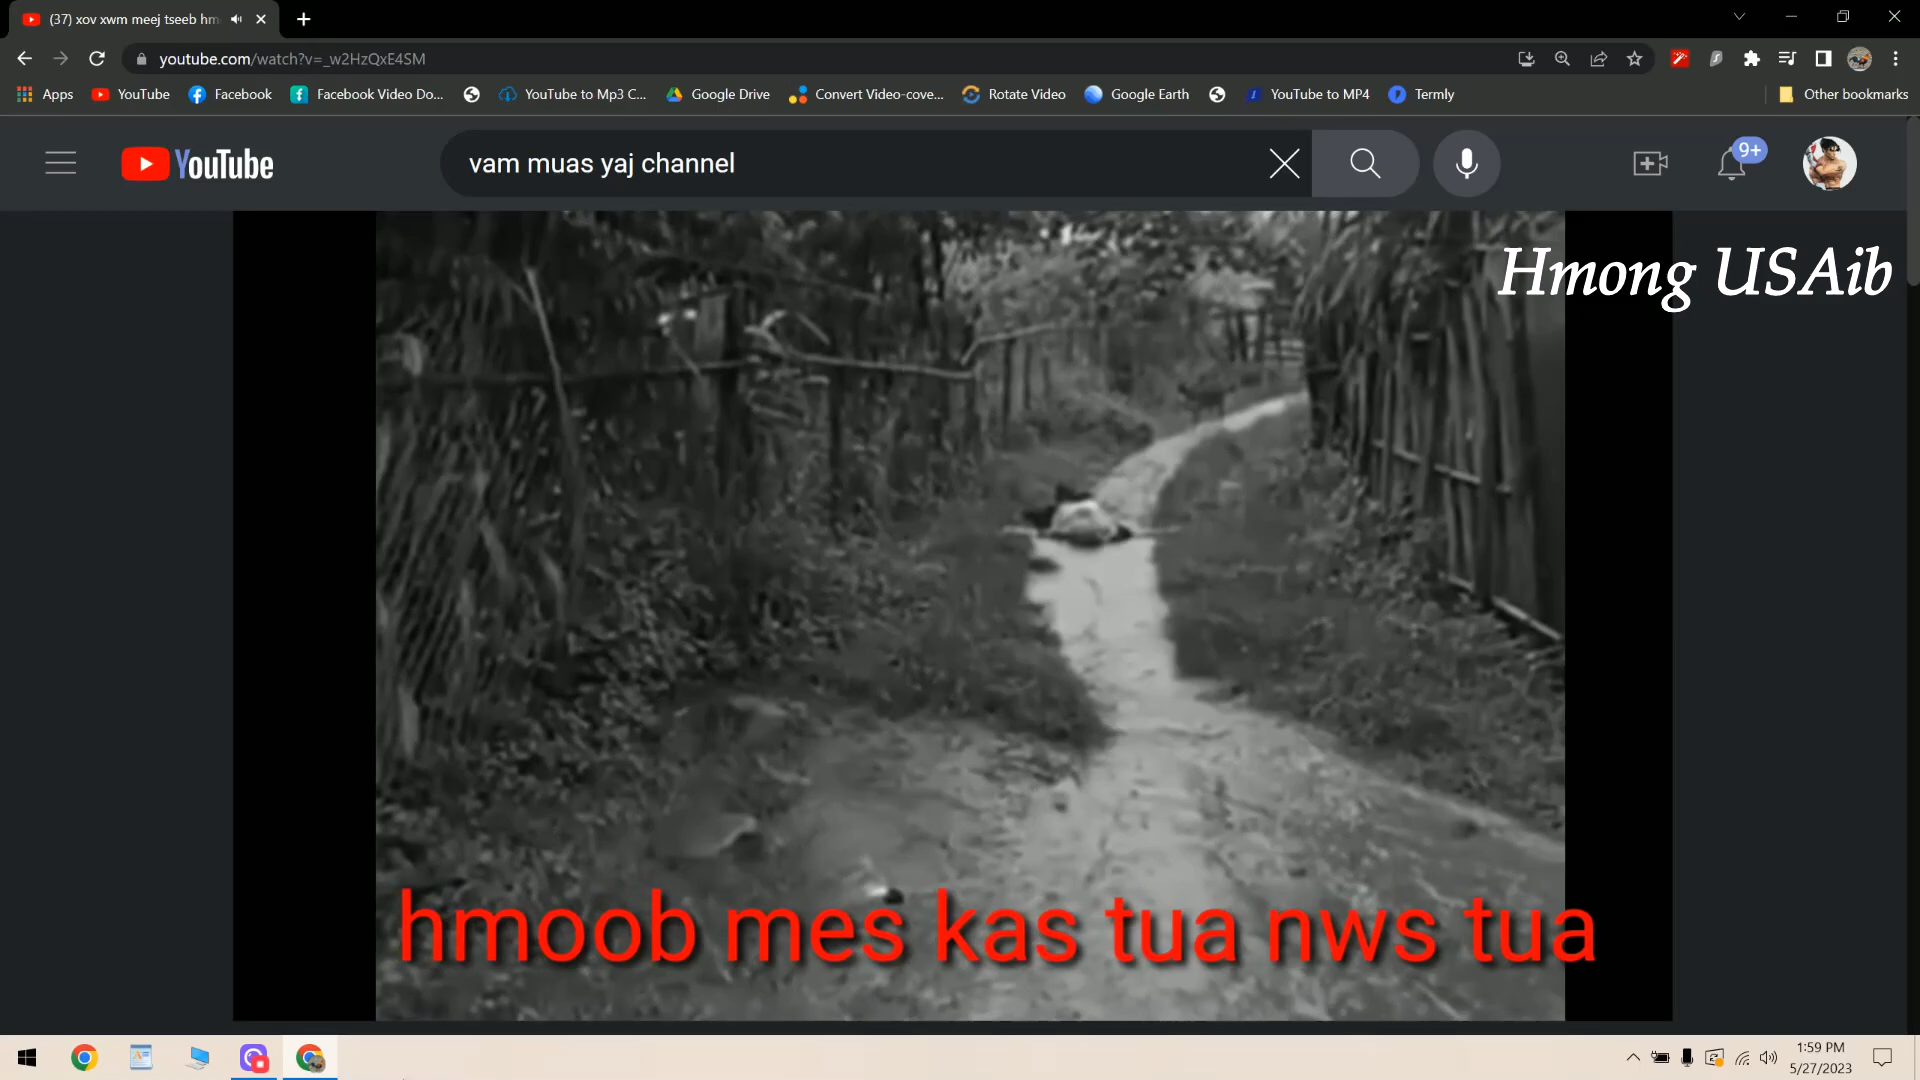 (37) xov xwm meej tseeb hm
youtube.com/watch?v=_w2HzQxE4SM
Apps YouTube Facebook Facebook Video Do... YouTube to Mp3 C... Google Drive Convert Video-cove... Rotate Video Google Earth YouTube to MP4 Termly Other bookmarks
YouTube vam muas yaj channel 9+
Hmong USAib
hmoob mes kas tua nws tua
1:59 PM
5/27/2023